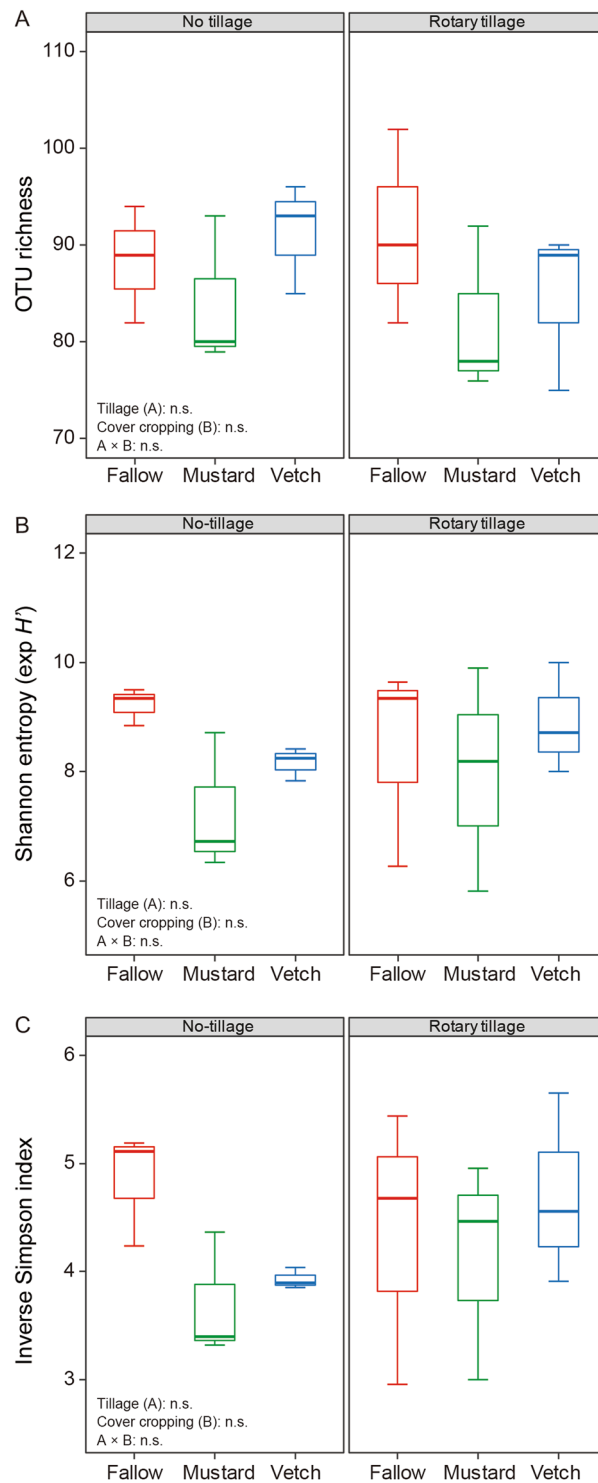 A
No tillage
Rotary tillage
110
100
90
80
70
OTU richness
Tillage (A): n.s.
Cover cropping (B): n.s.
A × B: n.s.
Fallow Mustard Vetch
Fallow Mustard Vetch
B
No-tillage
Rotary tillage
12
10
8
6
Shannon entropy (exp H')
Tillage (A): n.s.
Cover cropping (B): n.s.
A × B: n.s.
Fallow Mustard Vetch
Fallow Mustard Vetch
C
No-tillage
Rotary tillage
6
5
4
3
Inverse Simpson index
Tillage (A): n.s.
Cover cropping (B): n.s.
A × B: n.s.
Fallow Mustard Vetch
Fallow Mustard Vetch